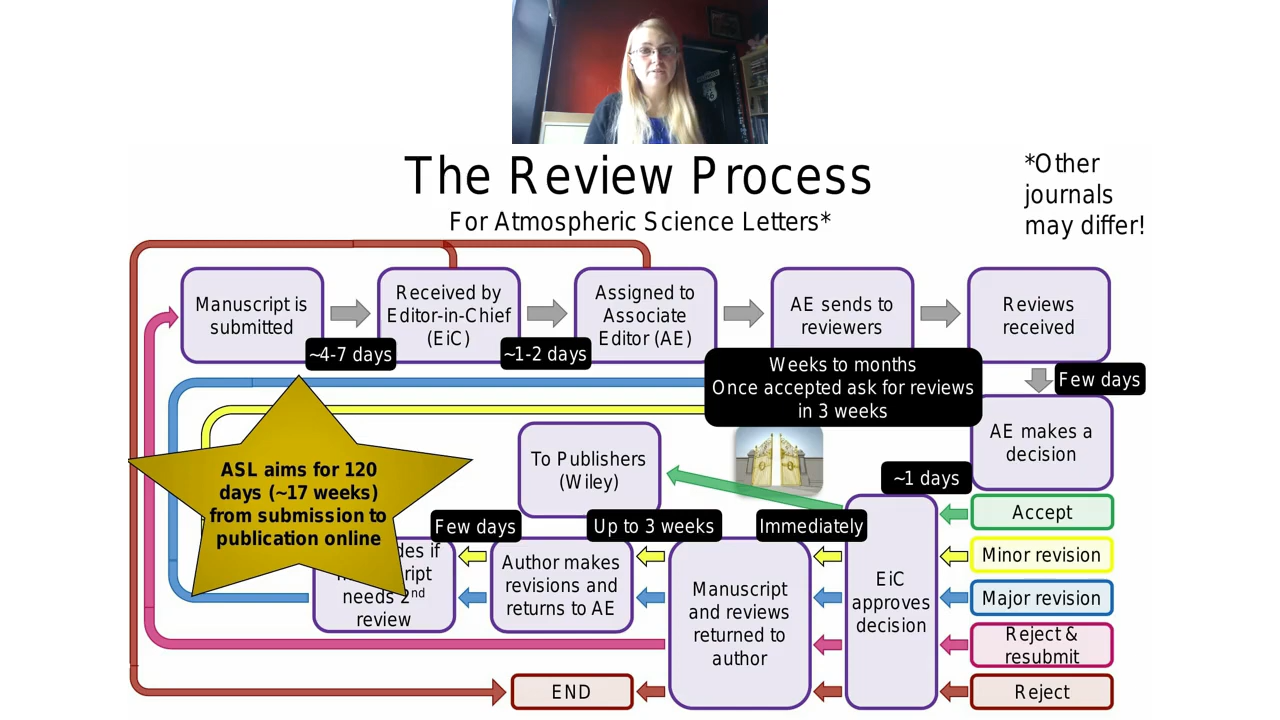 The Review Process
For Atmospheric Science Letters*
*Other
journals
may differ!
Manuscript is
submitted
~4-7 days
Received by
Editor-in-Chief
(EiC)
~1-2 days
Assigned to
Associate
Editor (AE)
AE sends to
reviewers
Weeks to months
Once accepted ask for reviews
in 3 weeks
Reviews
received
Few days
AE makes a
decision
~1 days
Accept
Minor revision
Major revision
Reject &
resubmit
Reject
EiC
approves
decision
Immediately
To Publishers
(Wiley)
Manuscript
and reviews
returned to
author
Up to 3 weeks
Author makes
revisions and
returns to AE
Few days
if
needs 2nd
review
ASL aims for 120
days (~17 weeks)
from submission to
publication online
END